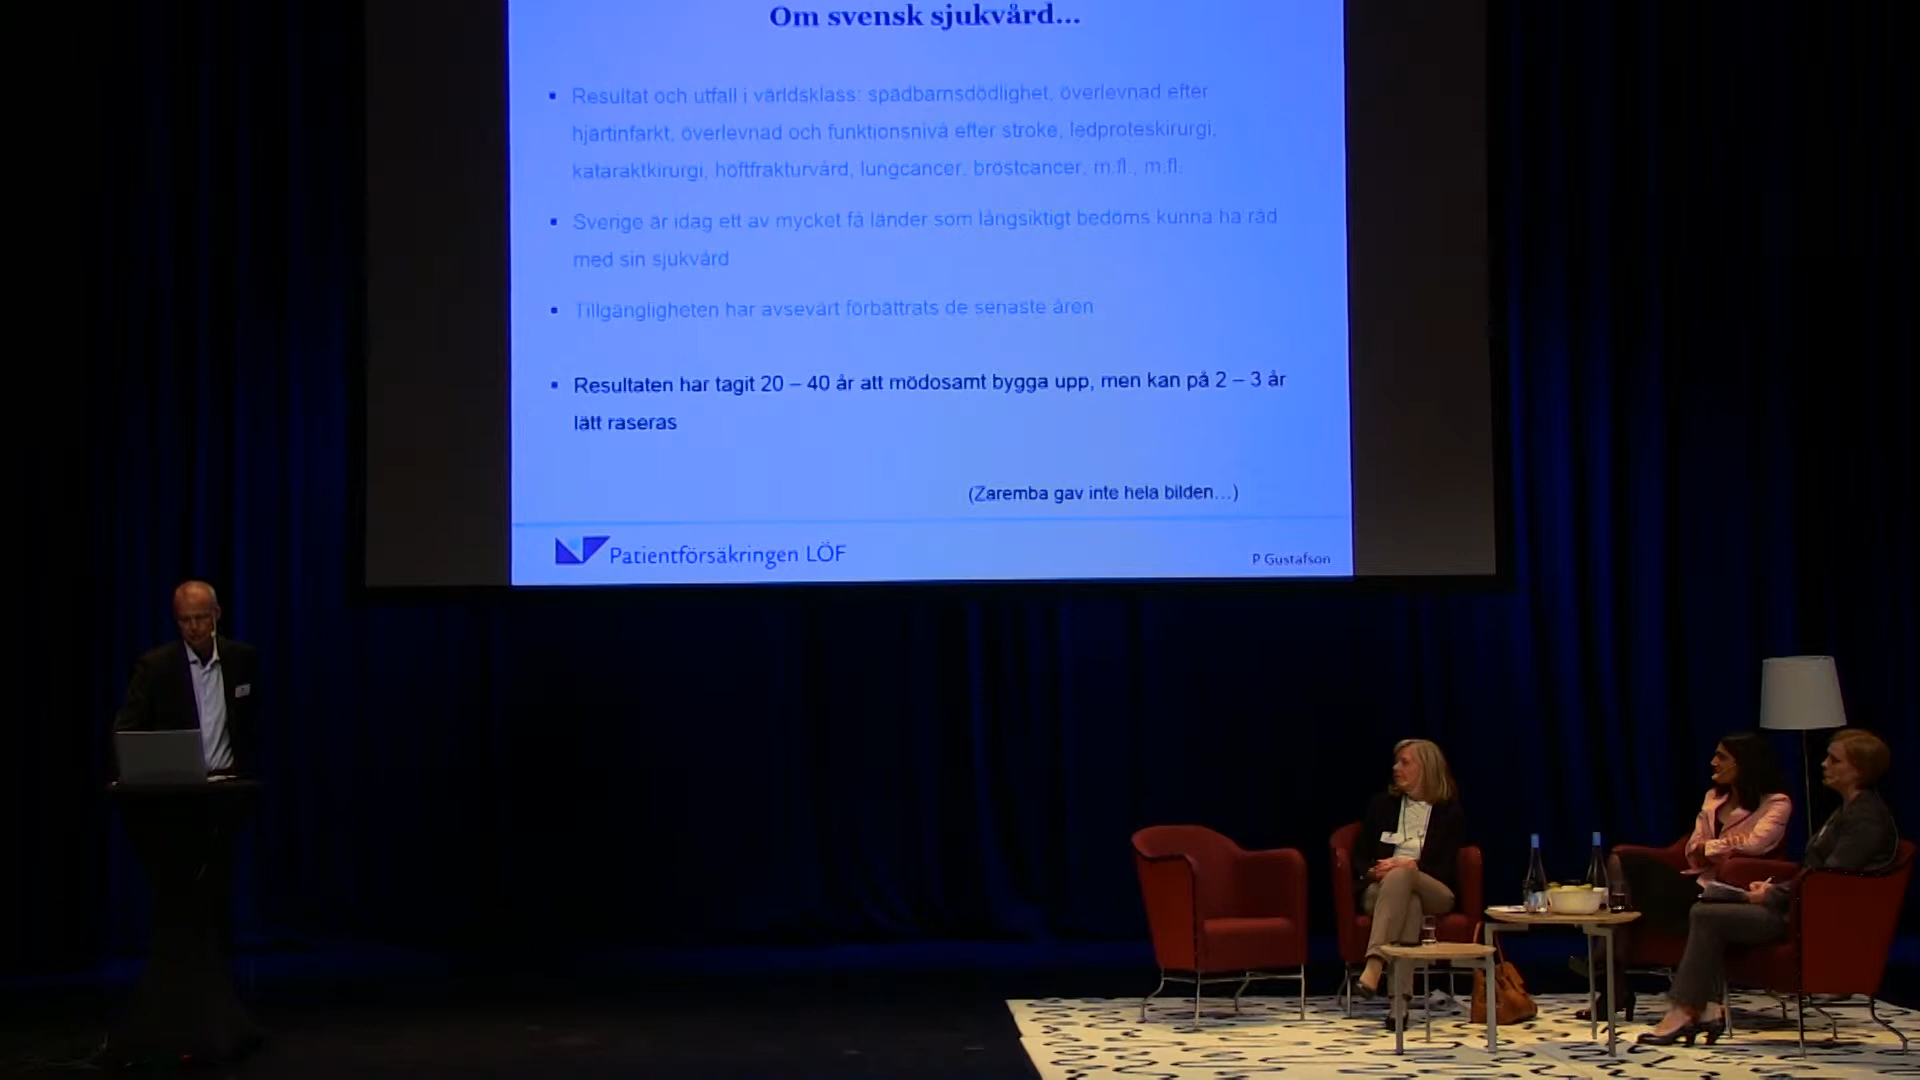 Om svensk sjukvård...
▪ Resultat och utfall i världsklass: spädbarnsdödlighet, överlevnad efter
hjärtinfarkt, överlevnad och funktionsnivå efter stroke, ledproteskirurgi,
kataraktkirurgi, höftfrakturvård, lungcancer, bröstcancer, m.fl., m.fl.
▪ Sverige är idag ett av mycket få länder som långsiktigt bedöms kunna ha råd
med sin sjukvård
▪ Tillgängligheten har avsevärt förbättrats de senaste åren
▪ Resultaten har tagit 20 – 40 år att mödosamt bygga upp, men kan på 2 – 3 år
lätt raseras
(Zaremba gav inte hela bilden...)
Patientförsäkringen LÖF
P Gustafson